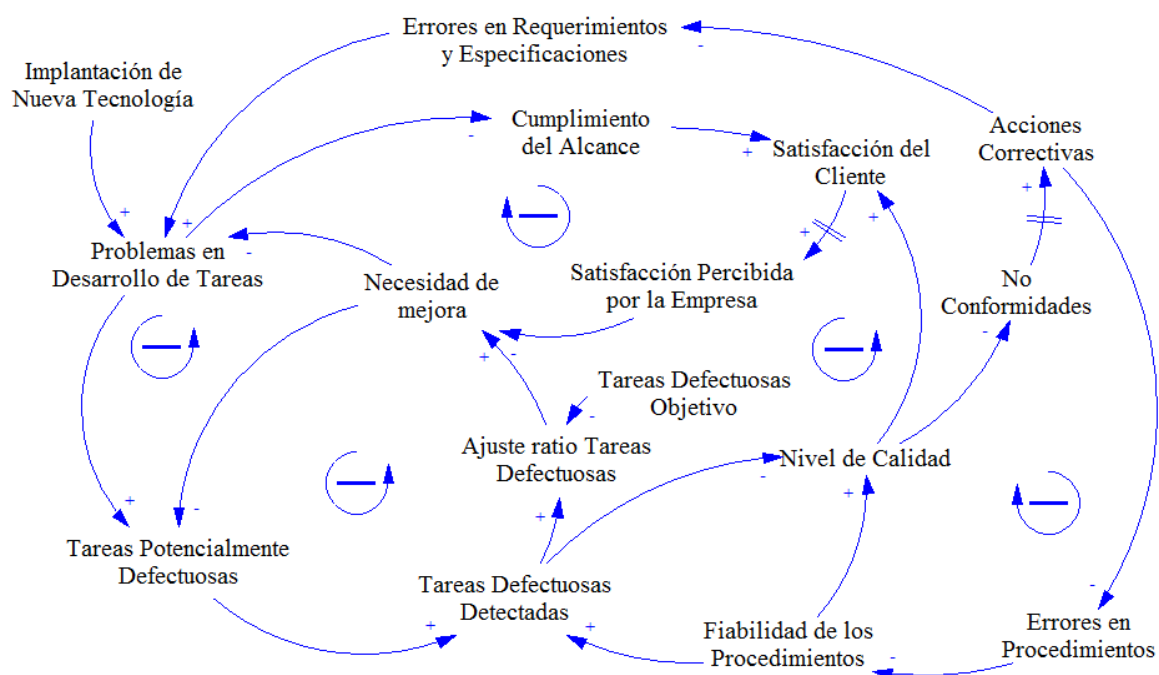 Errores en Requerimientos
y Especificaciones
Implantación de
Nueva Tecnología
Cumplimiento
del Alcance
Satisfacción del
Cliente
Acciones
Correctivas
Problemas en
Desarrollo de Tareas
Necesidad de
mejora
Satisfacción Percibida
por la Empresa
No
Conformidades
Tareas Defectuosas
Objetivo
Ajuste ratio Tareas
Defectuosas
Nivel de Calidad
Tareas Potencialmente
Defectuosas
Tareas Defectuosas
Detectadas
Fiabilidad de los
Procedimientos
Errores en
Procedimientos